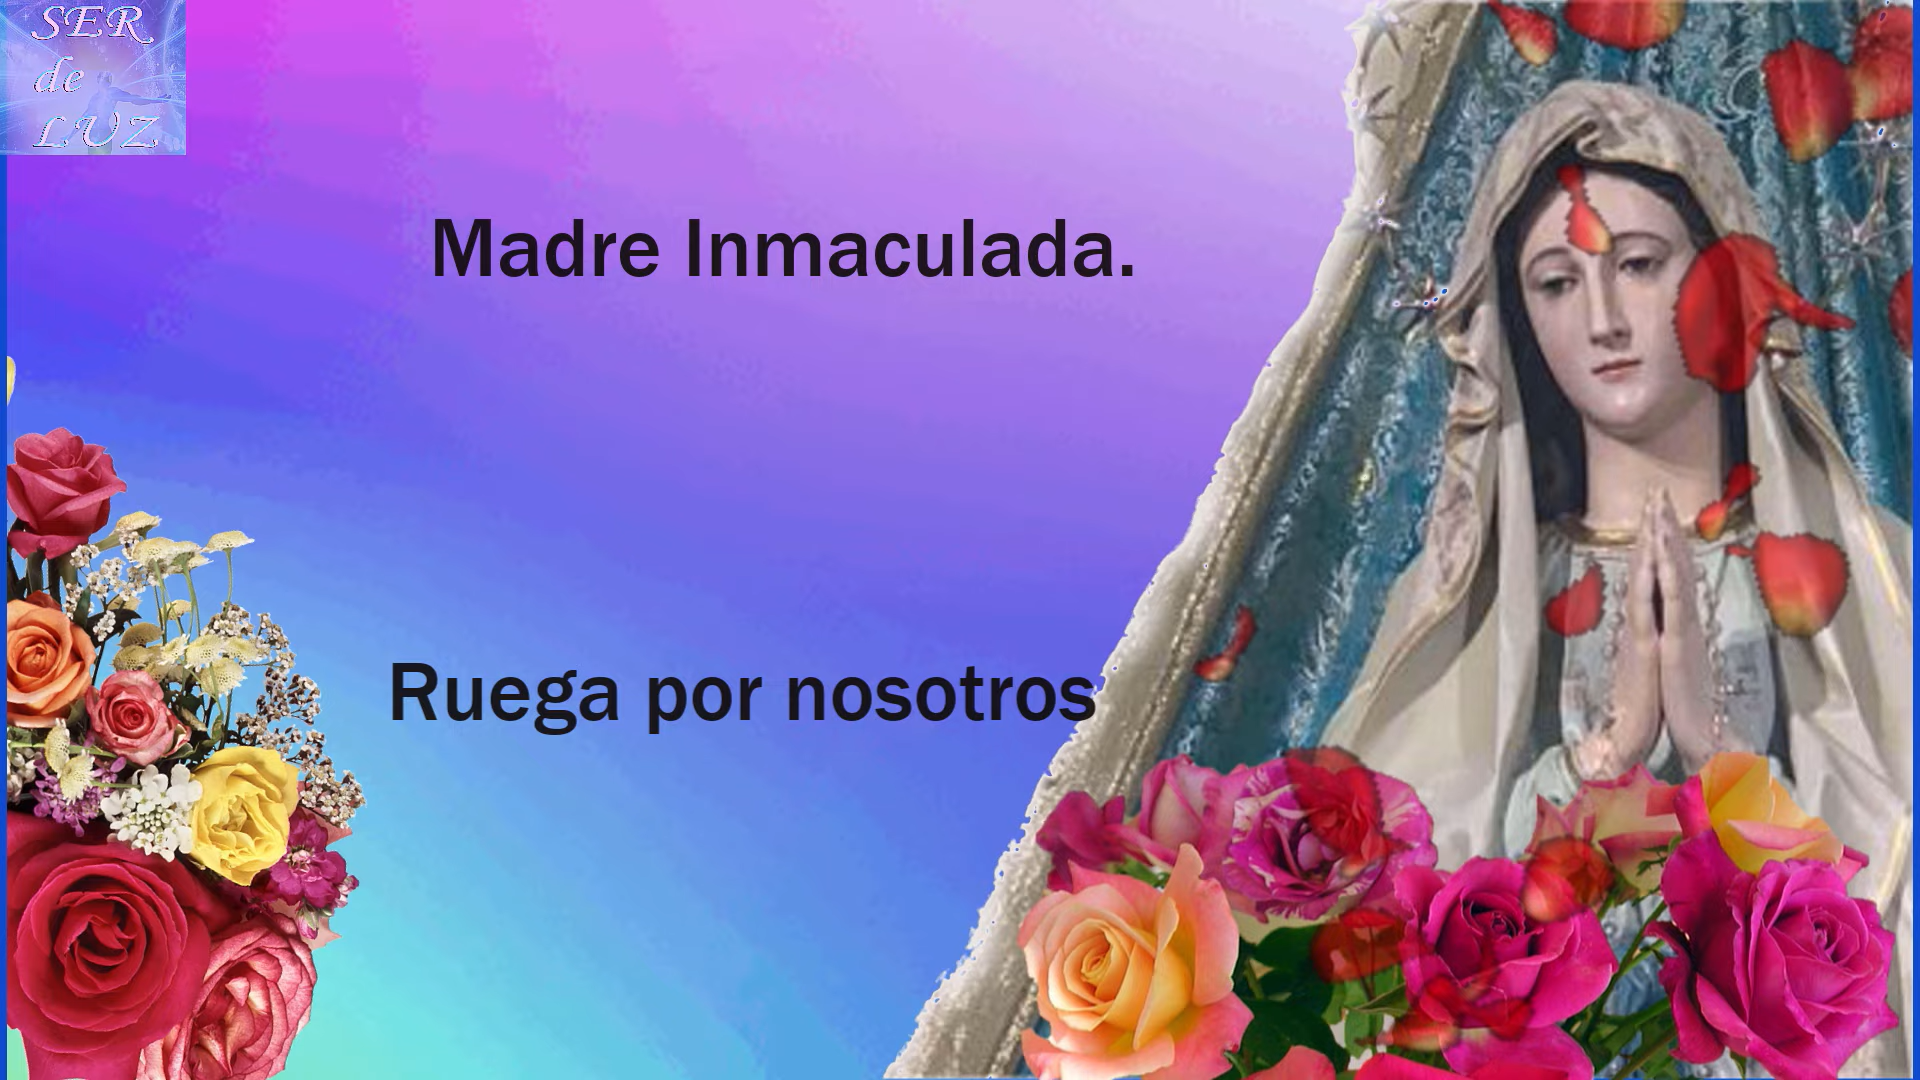 SER
de
LUZ
Madre Inmaculada.
Ruega por nosotros